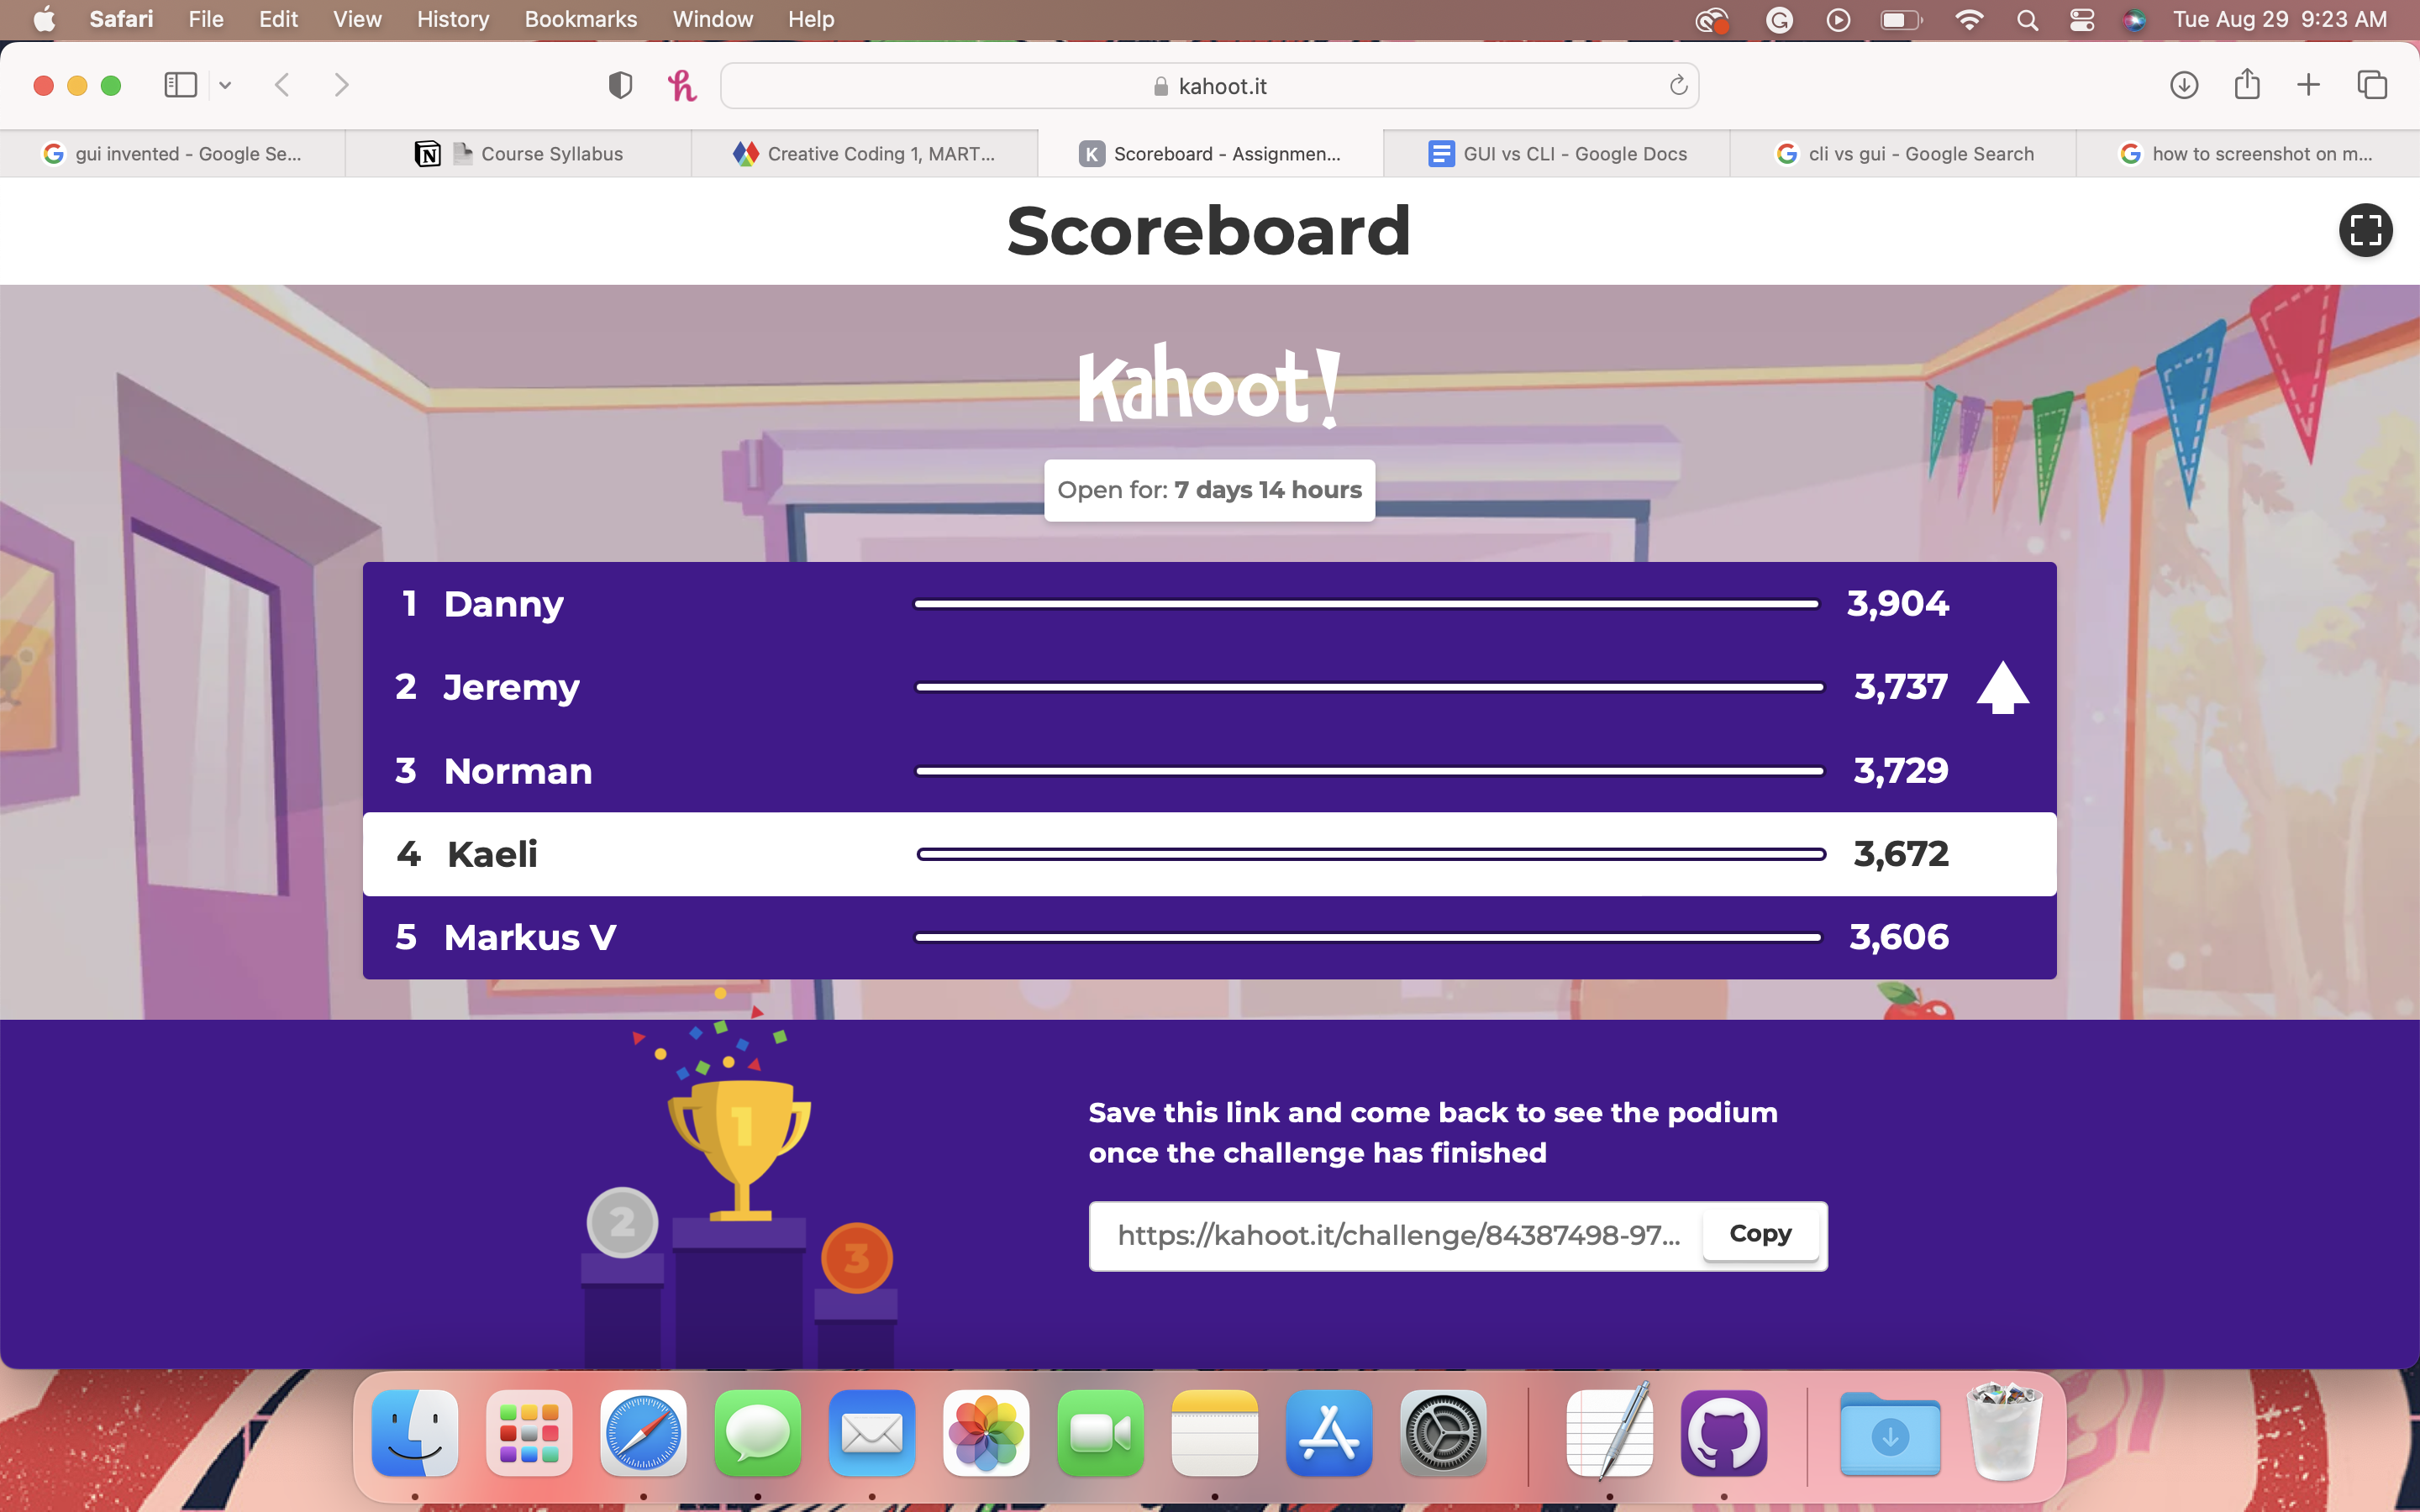 Safari File Edit View History Bookmarks Window Help Tue Aug 29 9:23 AM
kahoot.it
gui invented - Google Se... Course Syllabus Creative Coding 1, MART... Scoreboard - Assignmen... GUI vs CLI - Google Docs cli vs gui - Google Search how to screenshot on m...
Scoreboard
Kahoot!
Open for: 7 days 14 hours
1 Danny 3,904
2 Jeremy 3,737
3 Norman 3,729
4 Kaeli 3,672
5 Markus V 3,606
1
2
3
Save this link and come back to see the podium
once the challenge has finished
https://kahoot.it/challenge/84387498-97... Copy